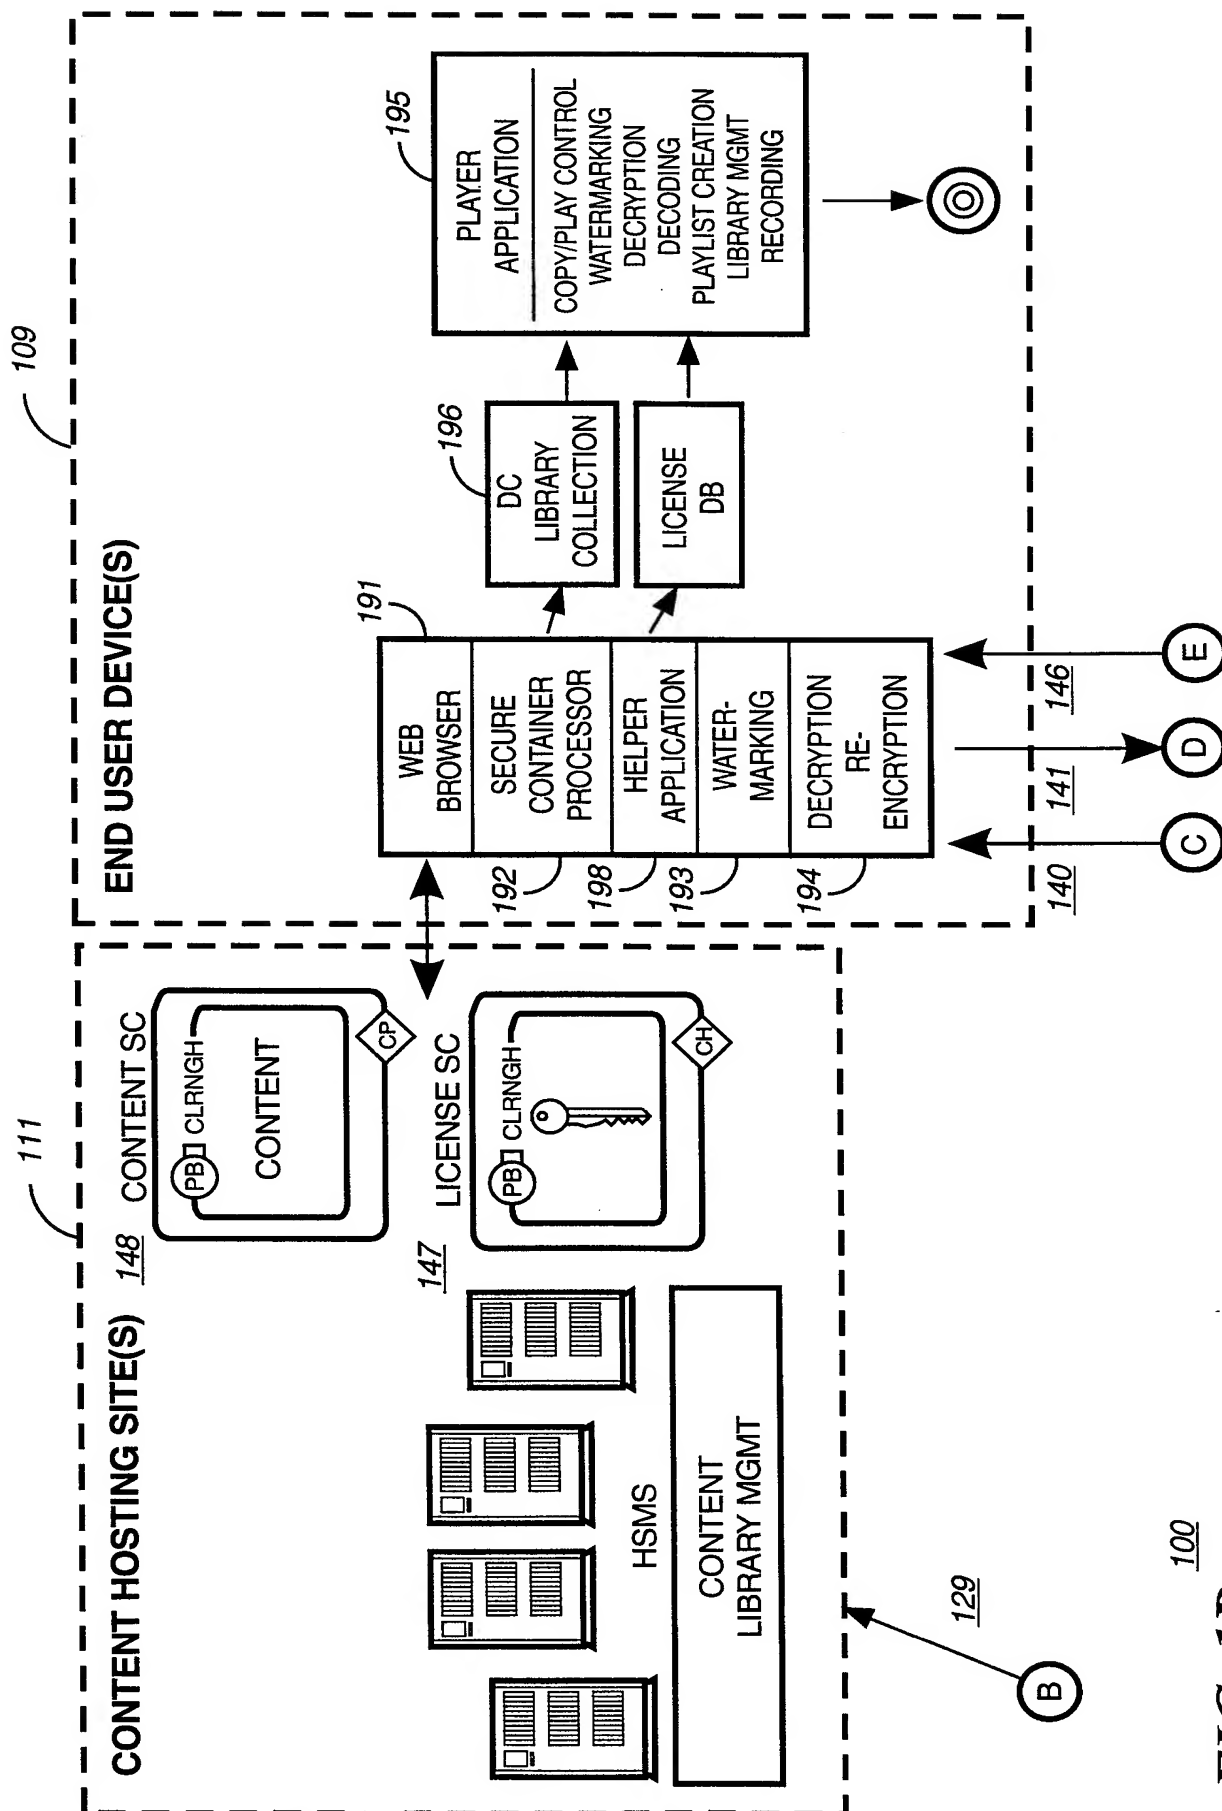 111
109
CONTENT HOSTING SITE(S)
148
CONTENT SC
PB
CLRNGH
CONTENT
CP
147
LICENSE SC
PB
CLRNGH
CH
HSMS
CONTENT
LIBRARY MGMT
129
B
END USER DEVICE(S)
191
WEB
BROWSER
192
SECURE
CONTAINER
PROCESSOR
198
HELPER
APPLICATION
193
WATER-
MARKING
194
DECRYPTION
RE-
ENCRYPTION
196
DC
LIBRARY
COLLECTION
LICENSE
DB
195
PLAYER
APPLICATION
COPY/PLAY CONTROL
WATERMARKING
DECRYPTION
DECODING
PLAYLIST CREATION
LIBRARY MGMT
RECORDING
140
141
146
C
D
E
100